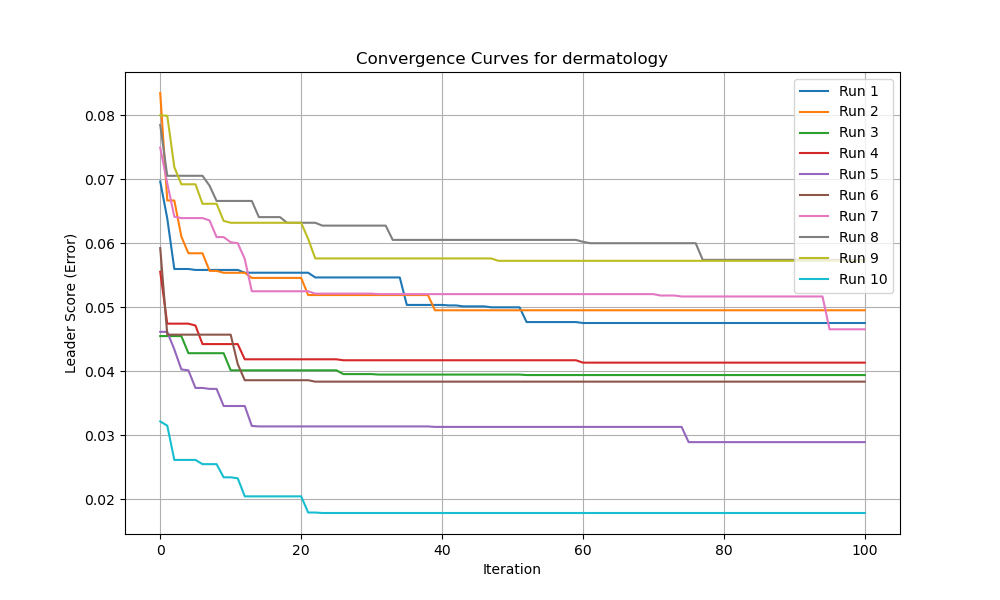 Convergence Curves for dermatology
Leader Score (Error)
0.08
0.07
0.06
0.05
0.04
0.03
0.02
Run 1
Run 2
Run 3
Run 4
Run 5
Run 6
Run 7
Run 8
Run 9
Run 10
0 20 40 60 80 100
Iteration